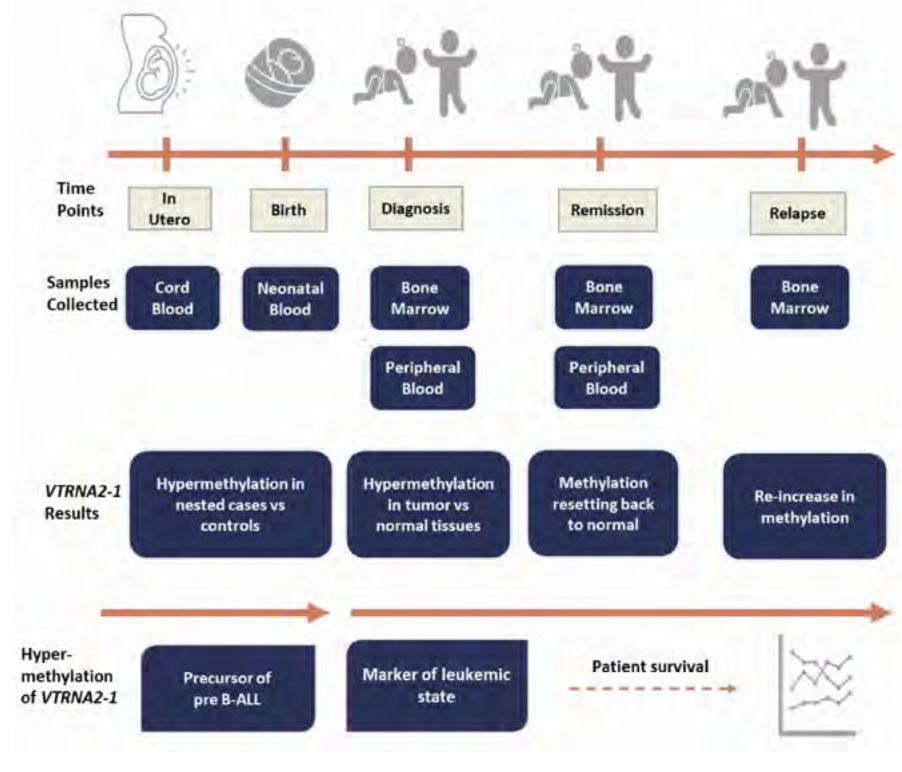 Time
Points
In
Utero
Birth
Diagnosis
Remission
Relapse
Samples
Collected
Cord
Blood
Neonatal
Blood
Bone
Marrow
Bone
Marrow
Bone
Marrow
Peripheral
Blood
Peripheral
Blood
VTRNA2-1
Results
Hypermethylation in
nested cases vs
controls
Hypermethylation
in tumor vs
normal tissues
Methylation
resetting back
to normal
Re-increase in
methylation
Hyper-
methylation
of VTRNA2-1
Precursor of
pre B-ALL
Marker of leukemic
state
Patient survival